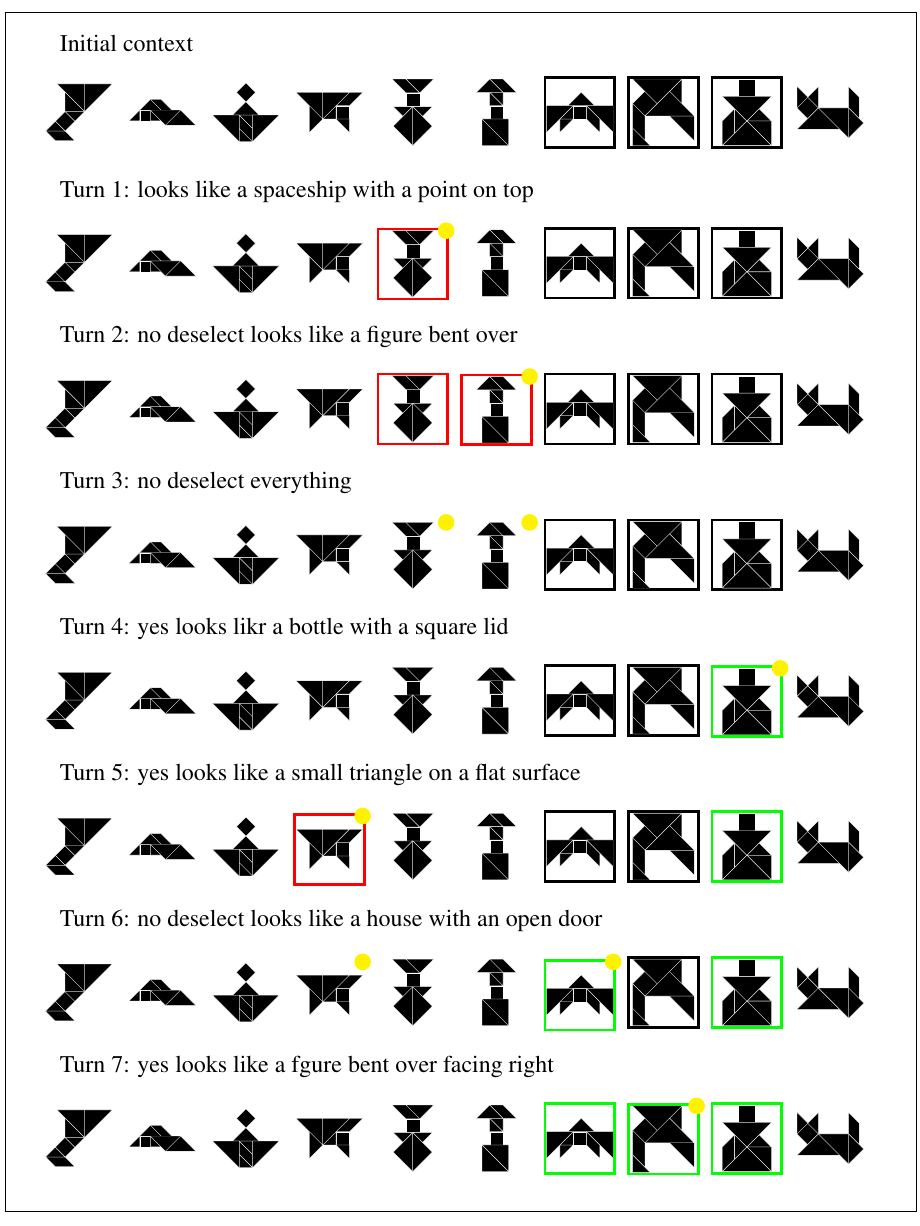 Initial context
Turn 1: looks like a spaceship with a point on top
Turn 2: no deselect looks like a figure bent over
Turn 3: no deselect everything
Turn 4: yes looks likr a bottle with a square lid
Turn 5: yes looks like a small triangle on a flat surface
Turn 6: no deselect looks like a house with an open door
Turn 7: yes looks like a fgure bent over facing right